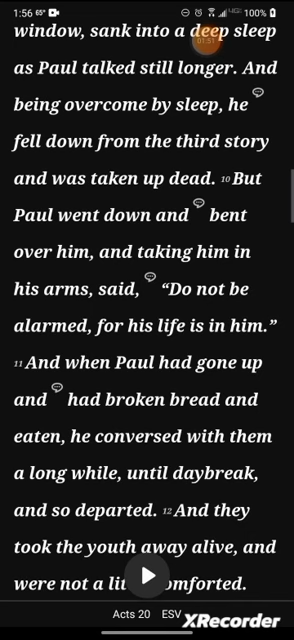 1:56 65° 100%
01:51
window, sank into a deep sleep
as Paul talked still longer. And
being overcome by sleep, he
fell down from the third story
and was taken up dead. 10 But
Paul went down and bent
over him, and taking him in
his arms, said, “Do not be
alarmed, for his life is in him.”
11 And when Paul had gone up
and had broken bread and
eaten, he conversed with them
a long while, until daybreak,
and so departed. 12 And they
took the youth away alive, and
were not a comforted.
Acts 20 ESV
XRecorder